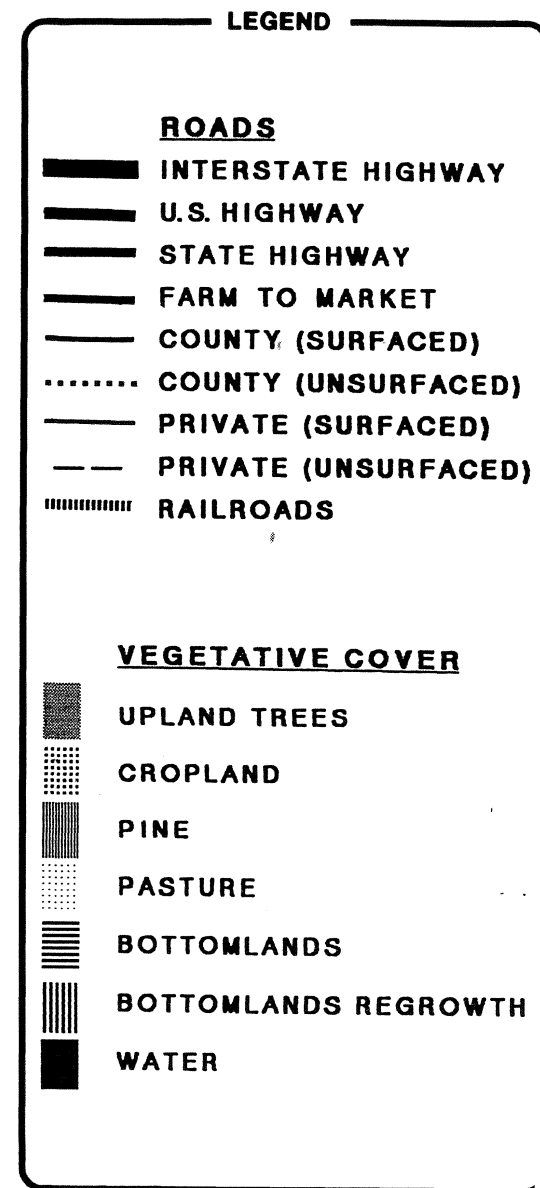 LEGEND
ROADS
INTERSTATE HIGHWAY
U.S. HIGHWAY
STATE HIGHWAY
FARM TO MARKET
COUNTY (SURFACED)
COUNTY (UNSURFACED)
PRIVATE (SURFACED)
PRIVATE (UNSURFACED)
RAILROADS
VEGETATIVE COVER
UPLAND TREES
CROPLAND
PINE
PASTURE
BOTTOMLANDS
BOTTOMLANDS REGROWTH
WATER